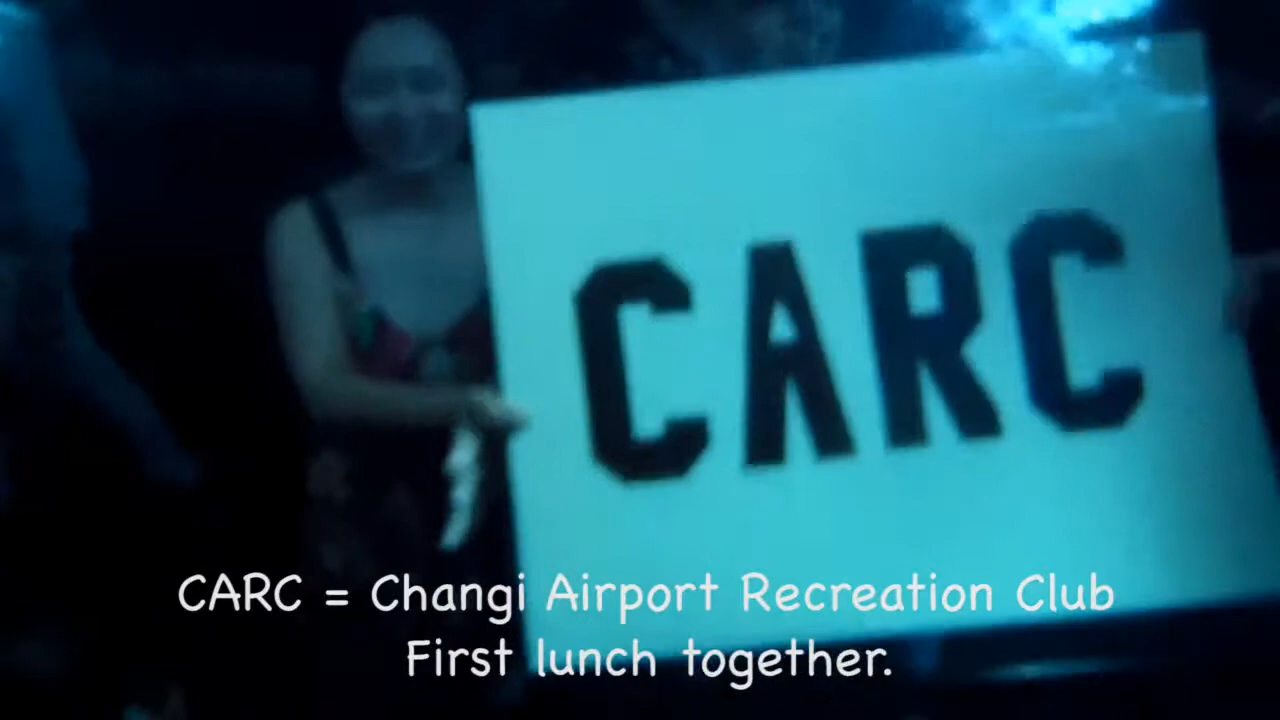 CARC
CARC = Changi Airport Recreation Club
First lunch together.